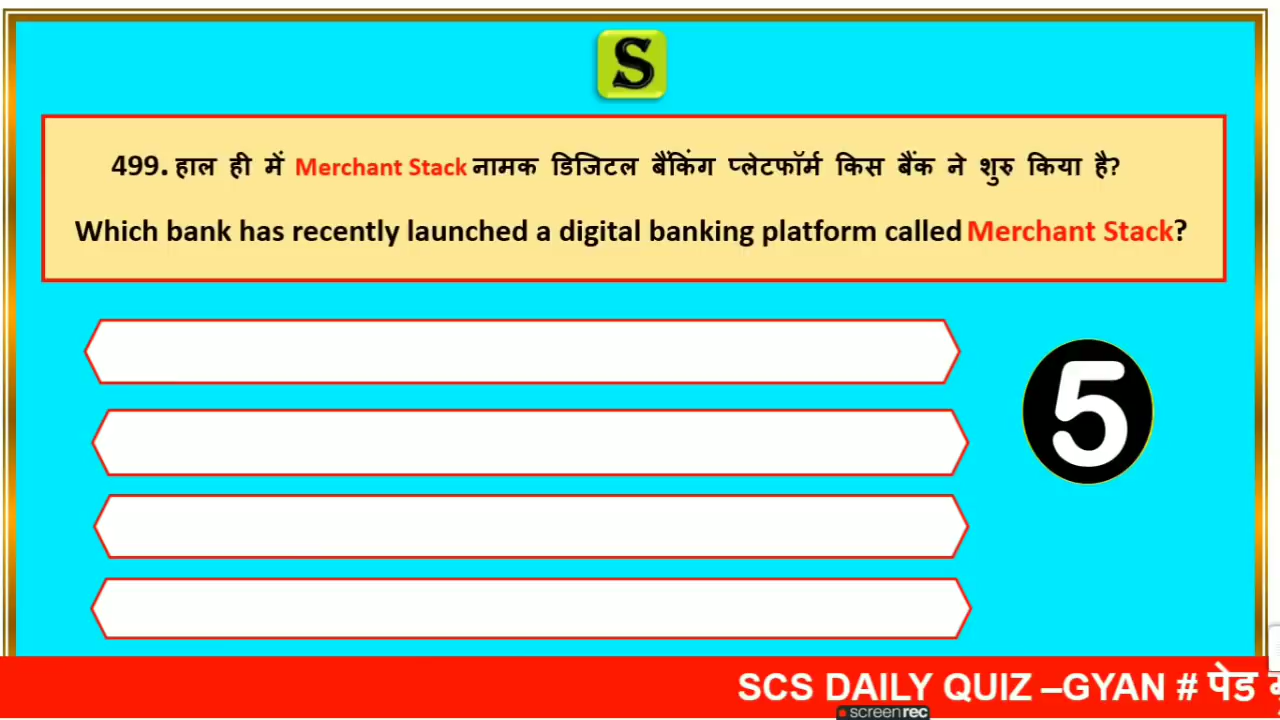 S
499. हाल ही में Merchant Stack नामक डिजिटल बैंकिंग प्लेटफॉर्म किस बैंक ने शुरु किया है?
Which bank has recently launched a digital banking platform called Merchant Stack?
5
SCS DAILY QUIZ –GYAN # पेड
screenrec